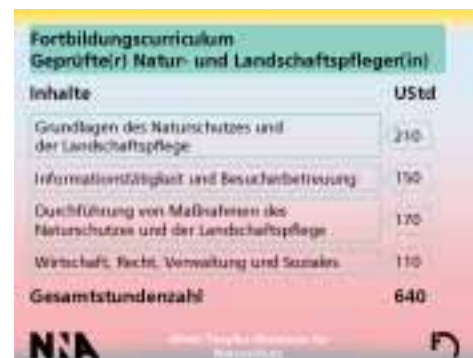 Fortbildungscurriculum
Geprüfte(r) Natur- und Landschaftspfleger(in)
Inhalte UStd
Grundlagen des Naturschutzes und
der Landschaftspflege 210
Informationstätigkeit und Besucherbetreuung 150
Durchführung von Maßnahmen des
Naturschutzes und der Landschaftspflege 170
Wirtschaft, Recht, Verwaltung und Soziales 110
Gesamtstundenzahl 640
NNA